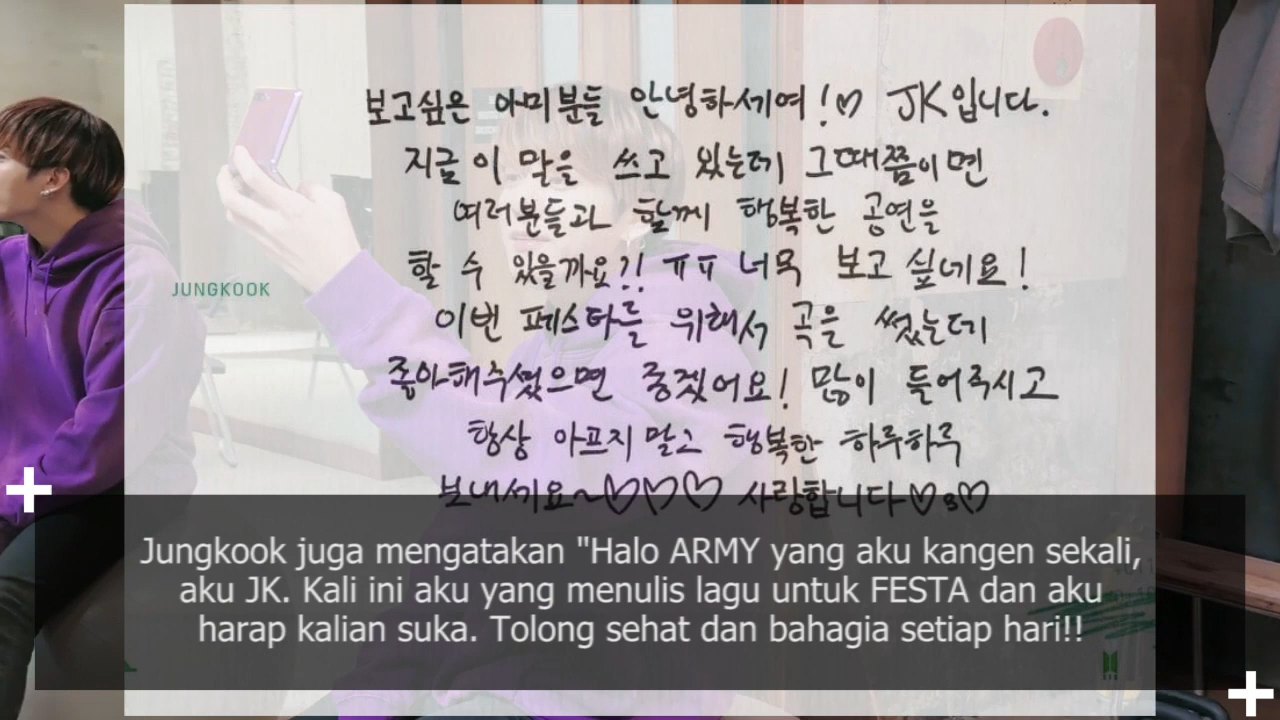 보고싶은 아미분들 안녕하세여!♡ JK입니다.
지금 이 말을 쓰고 있는데 그때쯤이면
여러분들과 함께 행복한 공연을
할 수 있을까요?! ㅠㅠ 너무 보고 싶네요!
JUNGKOOK
이번 페스타를 위해서 곡을 썼는데
좋아해주셨으면 좋겠어요! 많이 들어주시고
항상 아프지 말고 행복한 하루하루
보내세요~♡♡♡ 사랑합니다♡
Jungkook juga mengatakan "Halo ARMY yang aku kangen sekali,
aku JK. Kali ini aku yang menulis lagu untuk FESTA dan aku
harap kalian suka. Tolong sehat dan bahagia setiap hari!!